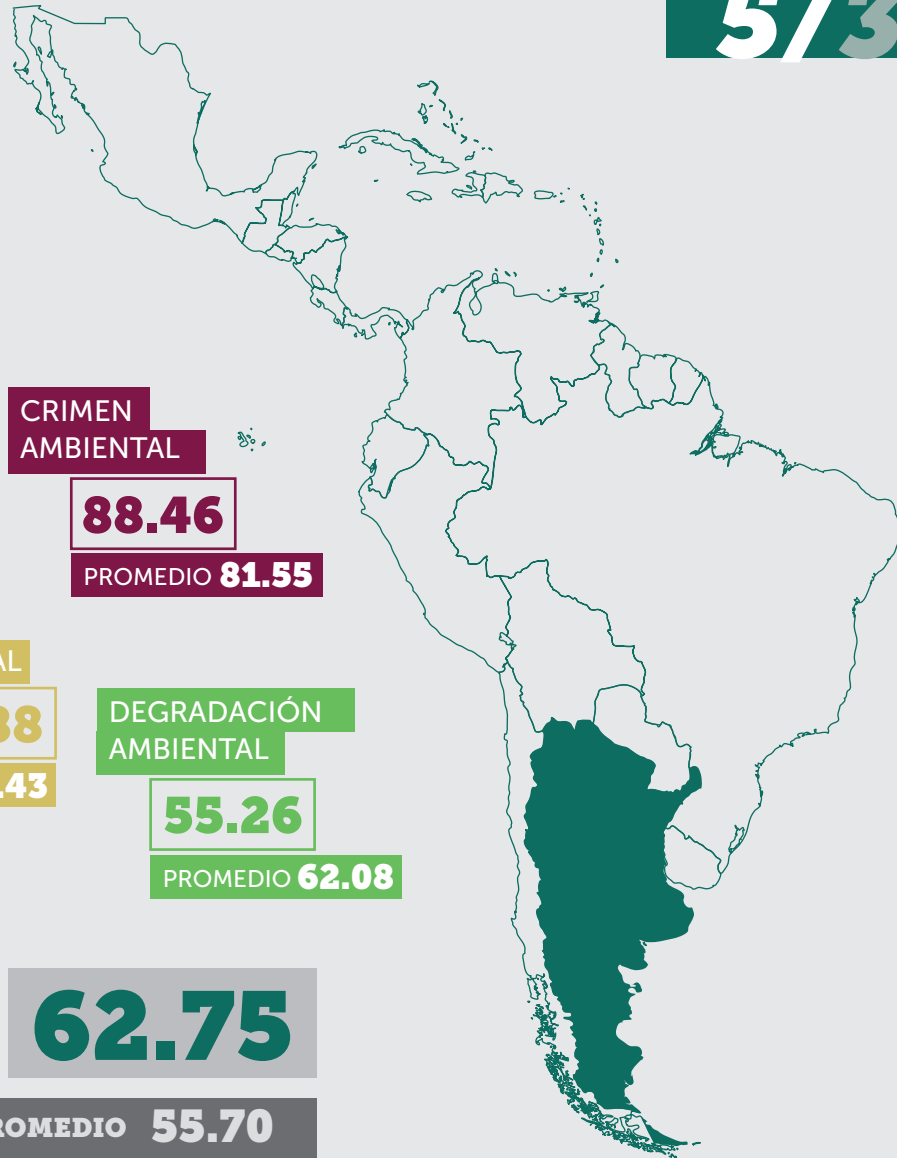 5/3
CRIMEN
AMBIENTAL
88.46
PROMEDIO 81.55
DEGRADACIÓN
AMBIENTAL
55.26
PROMEDIO 62.08
62.75
PROMEDIO 55.70